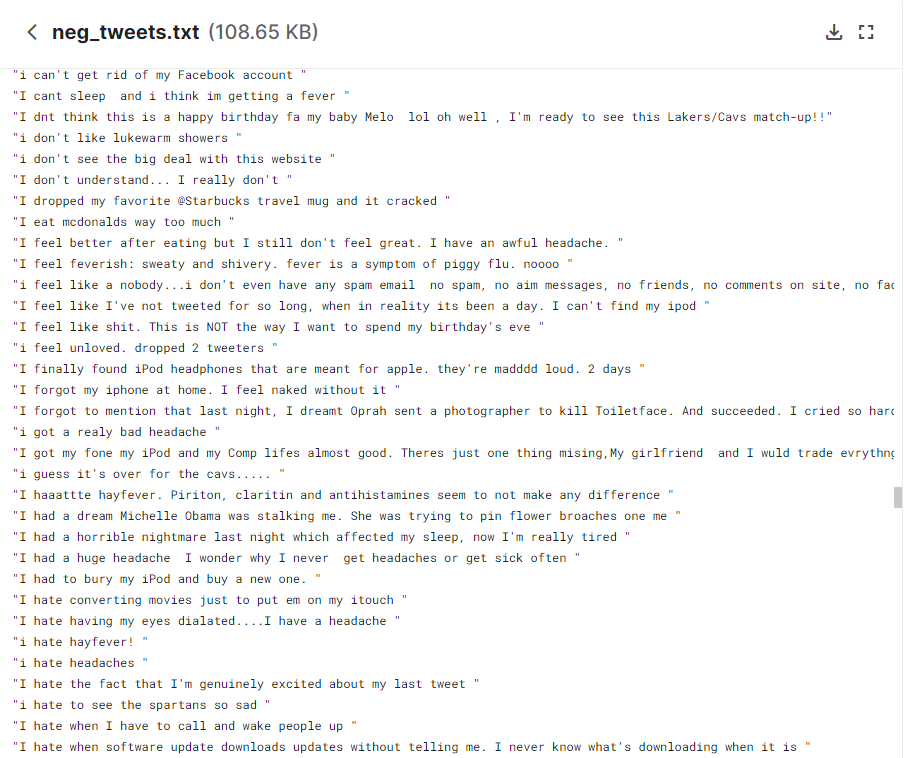 neg_tweets.txt (108.65 KB)
"i can't get rid of my Facebook account "
"I cant sleep  and i think im getting a fever "
"I dnt think this is a happy birthday fa my baby Melo  lol oh well , I'm ready to see this Lakers/Cavs match-up!!"
"i don't like lukewarm showers "
"i don't see the big deal with this website "
"I don't understand... I really don't "
"I dropped my favorite @Starbucks travel mug and it cracked "
"I eat mcdonalds way too much "
"I feel better after eating but I still don't feel great. I have an awful headache. "
"I feel feverish: sweaty and shivery. fever is a symptom of piggy flu. noooo "
"i feel like a nobody...i don't even have any spam email  no spam, no aim messages, no friends, no comments on site, no fac
"I feel like I've not tweeted for so long, when in reality its been a day. I can't find my ipod "
"I feel like shit. This is NOT the way I want to spend my birthday's eve "
"i feel unloved. dropped 2 tweeters "
"I finally found iPod headphones that are meant for apple. they're madddd loud. 2 days "
"I forgot my iphone at home. I feel naked without it "
"I forgot to mention that last night, I dreamt Oprah sent a photographer to kill Toiletface. And succeeded. I cried so hard
"i got a realy bad headache "
"I got my fone my iPod and my Comp lifes almost good. Theres just one thing mising,My girlfriend  and I wuld trade evrythng
"i guess it's over for the cavs..... "
"I haaattte hayfever. Piriton, claritin and antihistamines seem to not make any difference "
"I had a dream Michelle Obama was stalking me. She was trying to pin flower broaches one me "
"I had a horrible nightmare last night which affected my sleep, now I'm really tired "
"I had a huge headache  I wonder why I never  get headaches or get sick often "
"I had to bury my iPod and buy a new one. "
"I hate converting movies just to put em on my itouch "
"I hate having my eyes dialated....I have a headache "
"i hate hayfever! "
"i hate headaches "
"I hate the fact that I'm genuinely excited about my last tweet "
"i hate to see the spartans so sad "
"I hate when I have to call and wake people up "
"I hate when software update downloads updates without telling me. I never know what's downloading when it is "